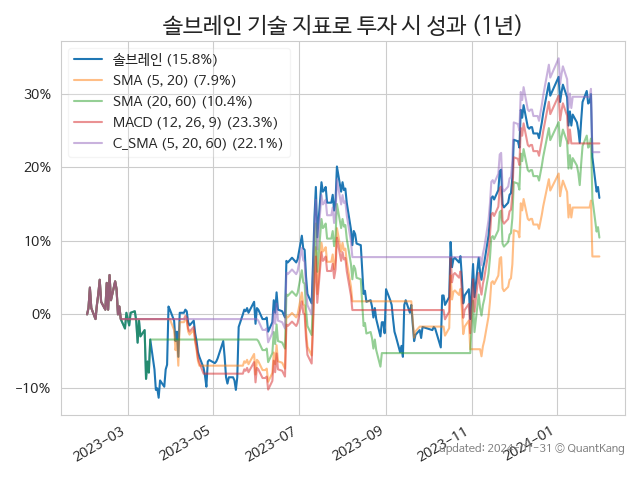 솔브레인 기술 지표로 투자 시 성과 (1년)
솔브레인 (15.8%)
SMA (5, 20) (7.9%)
SMA (20, 60) (10.4%)
MACD (12, 26, 9) (23.3%)
C_SMA (5, 20, 60) (22.1%)
30%
20%
10%
0%
−10%
2023-03
2023-05
2023-07
2023-09
2023-11
2024-01
updated: 2024-01-31 © QuantKang